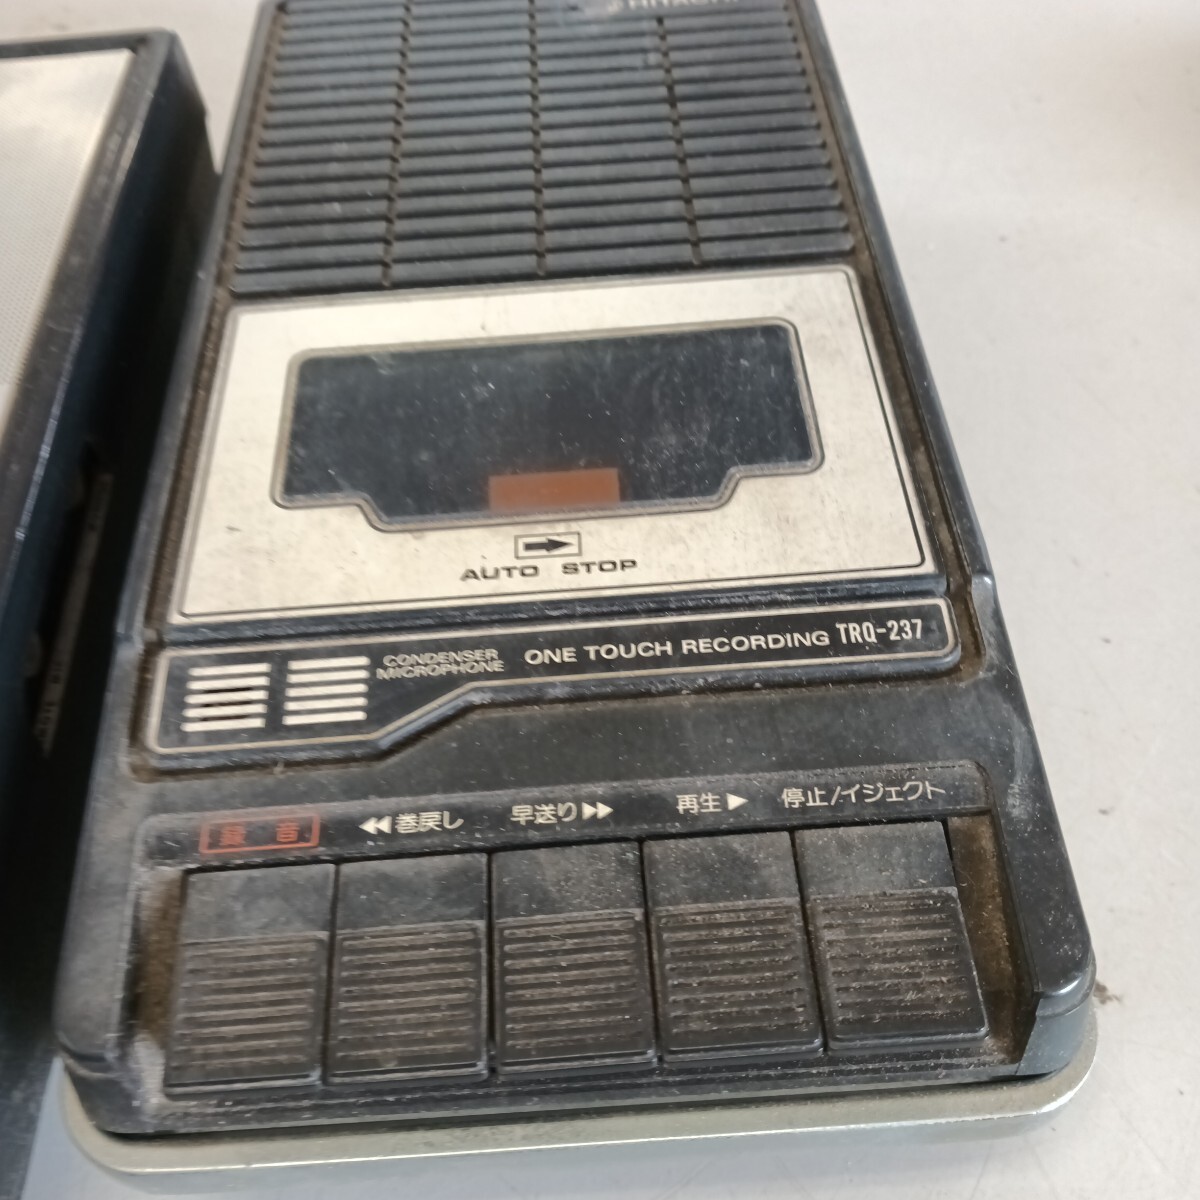 HITACHI
AUTO STOP
CONDENSER
MICROPHONE
ONE TOUCH RECORDING TRQ-237
録音 ◀◀巻戻し 早送り▶▶ 再生▶ 停止/イジェクト